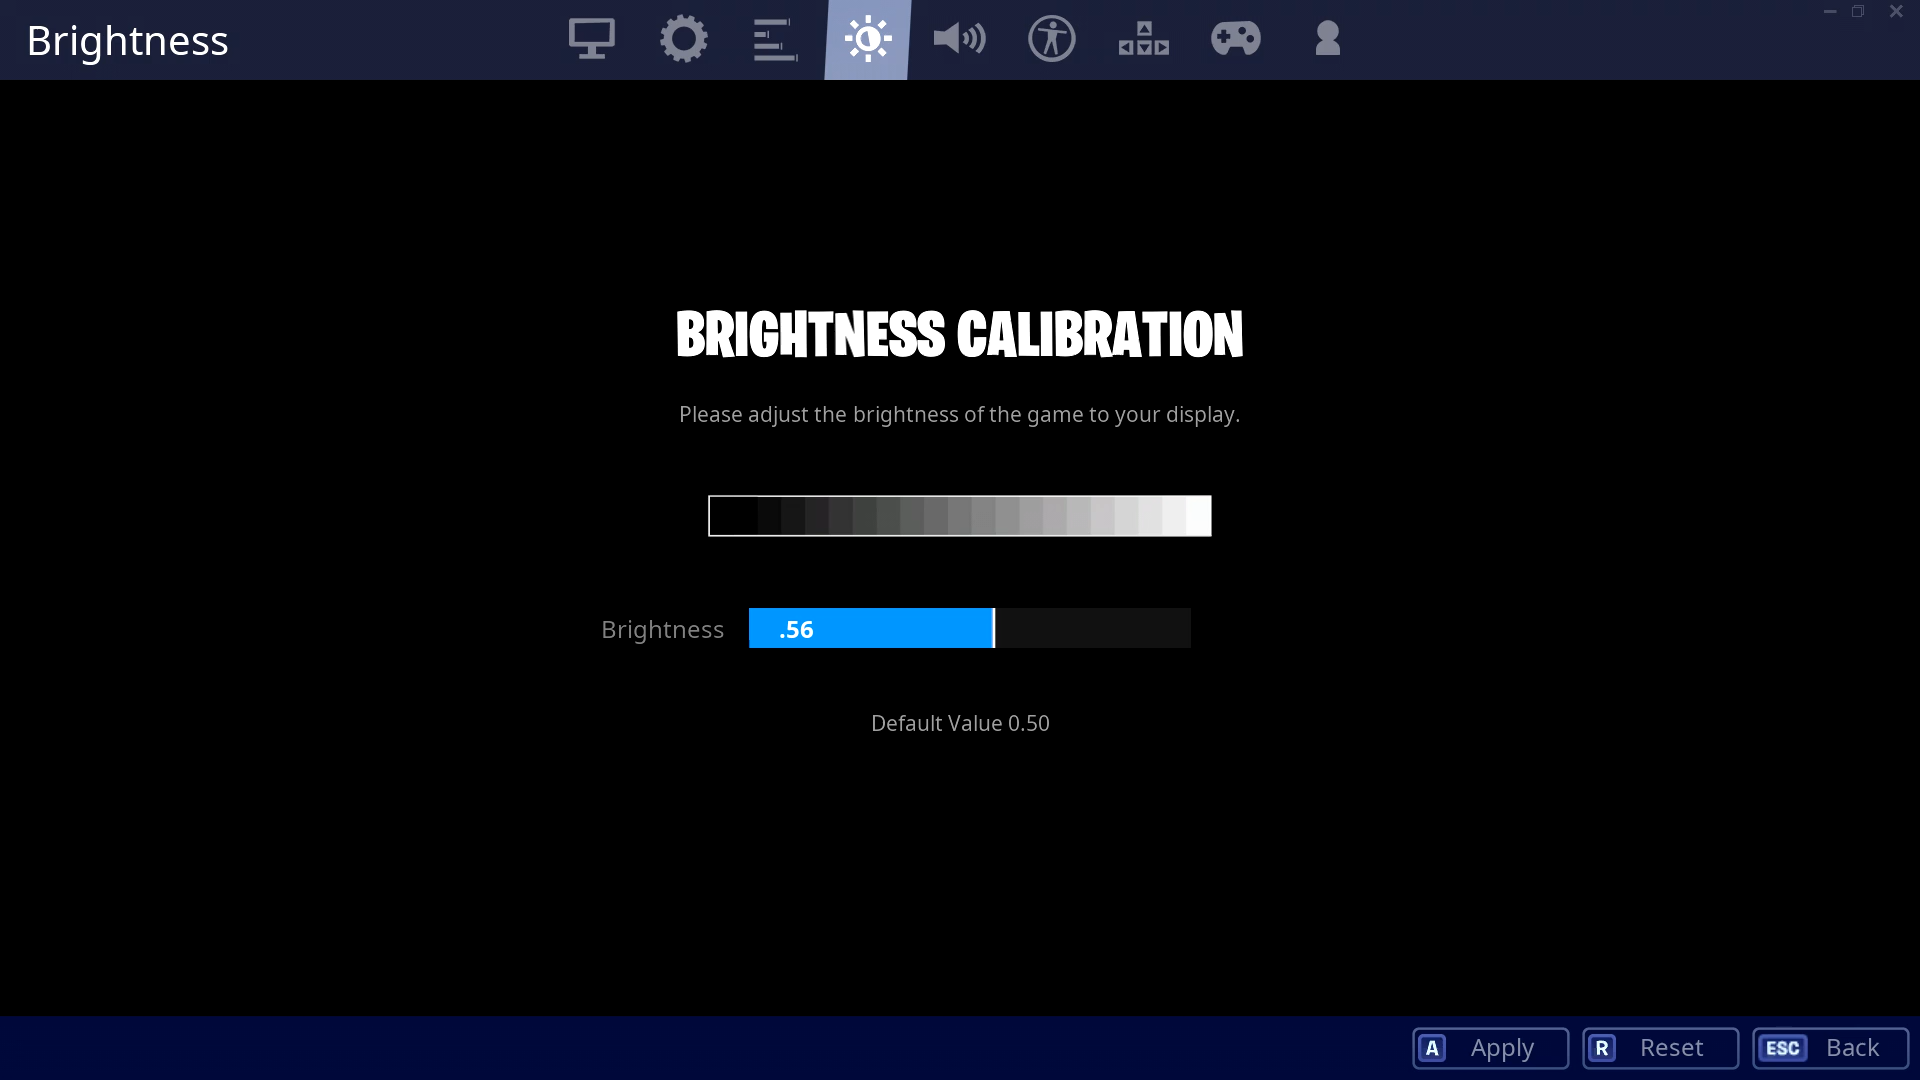 Brightness
BRIGHTNESS CALIBRATION
Please adjust the brightness of the game to your display.
Brightness .56
Default Value 0.50
A Apply R Reset ESC Back